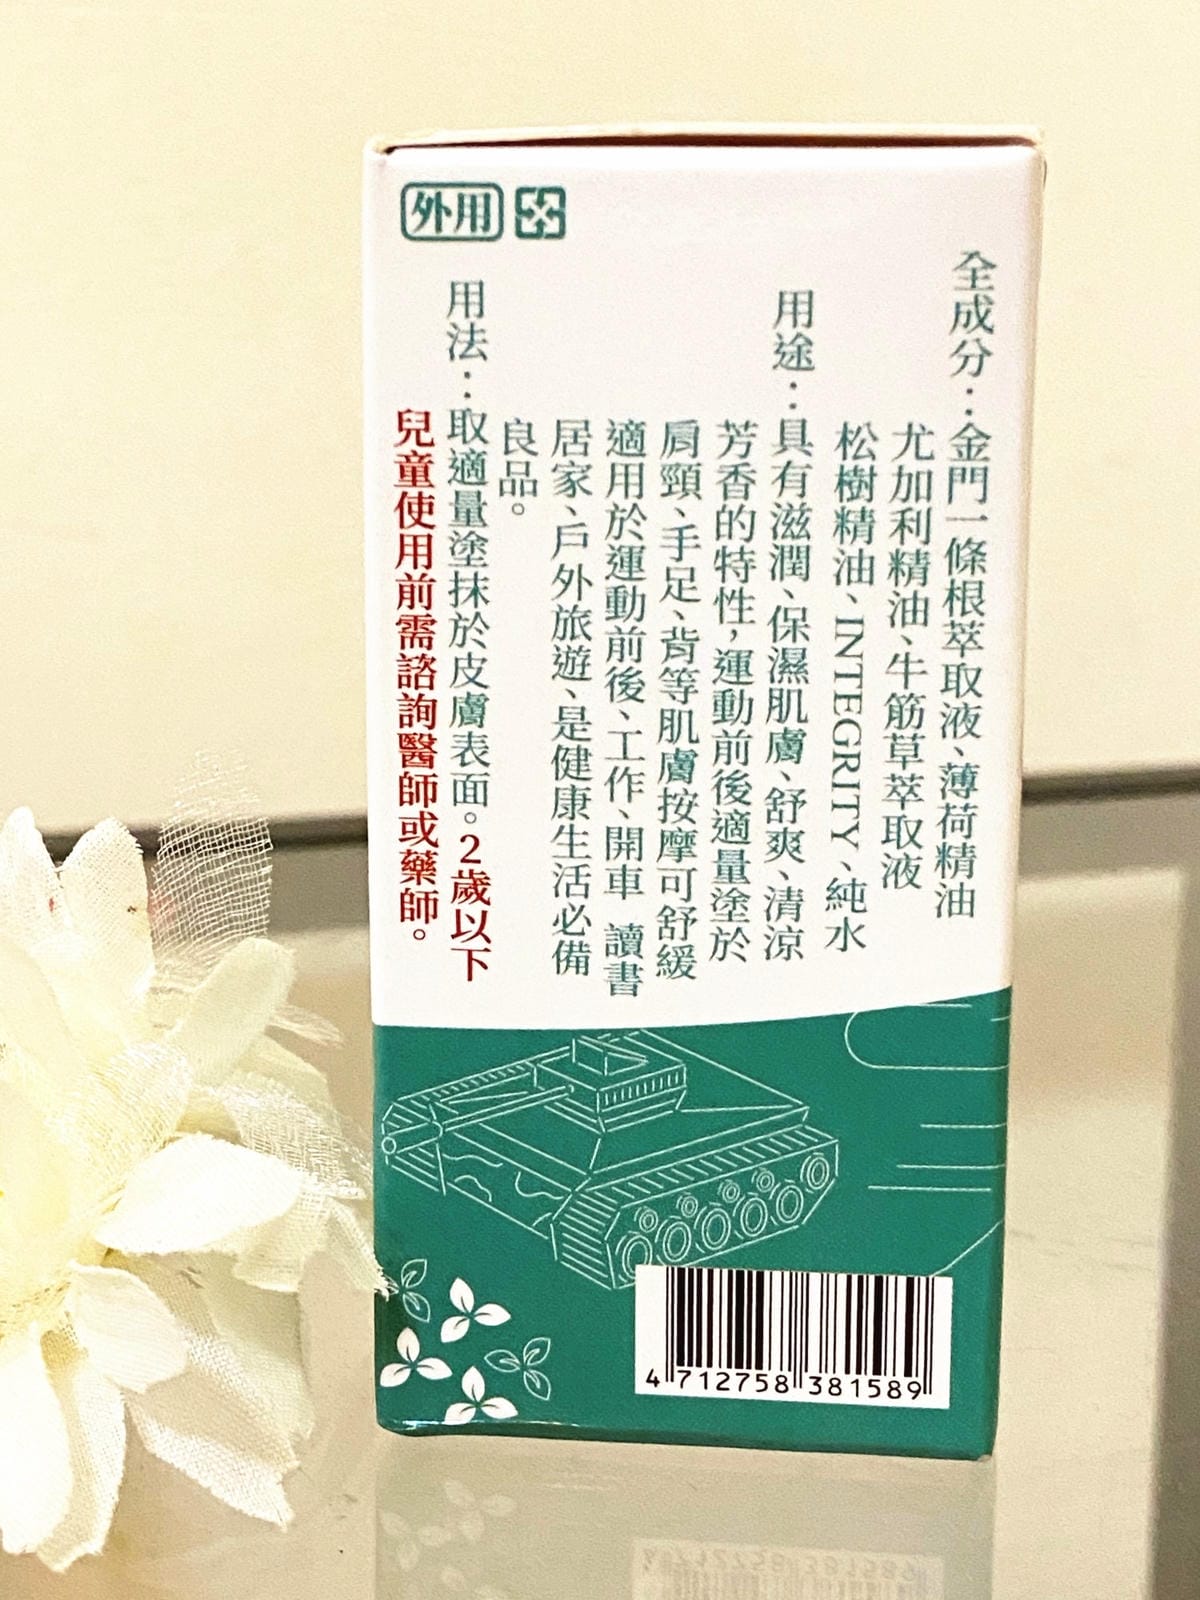 外用
全成分：金門一條根萃取液、薄荷精油
尤加利精油、牛筋草萃取液
松樹精油、INTEGRITY、純水
用途：具有滋潤、保濕肌膚、舒爽、清涼
芳香的特性，運動前後適量塗於
肩頸、手足、背等肌膚按摩可舒緩
適用於運動前後、工作、開車 讀書
居家、戶外旅遊、是健康生活必備
良品。
用法：取適量塗抹於皮膚表面。2歲以下
兒童使用前需諮詢醫師或藥師。
4 712758 381589